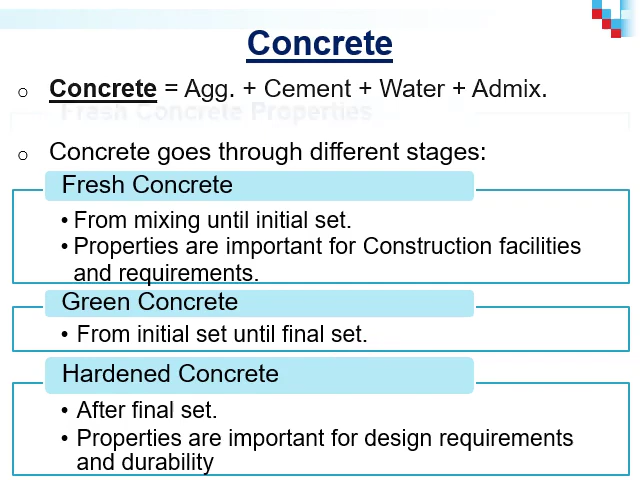 Concrete
o Concrete = Agg. + Cement + Water + Admix.
Fresh Concrete Properties
o Concrete goes through different stages:
Fresh Concrete
• From mixing until initial set.
• Properties are important for Construction facilities
and requirements.
Green Concrete
• From initial set until final set.
Hardened Concrete
• After final set.
• Properties are important for design requirements
and durability